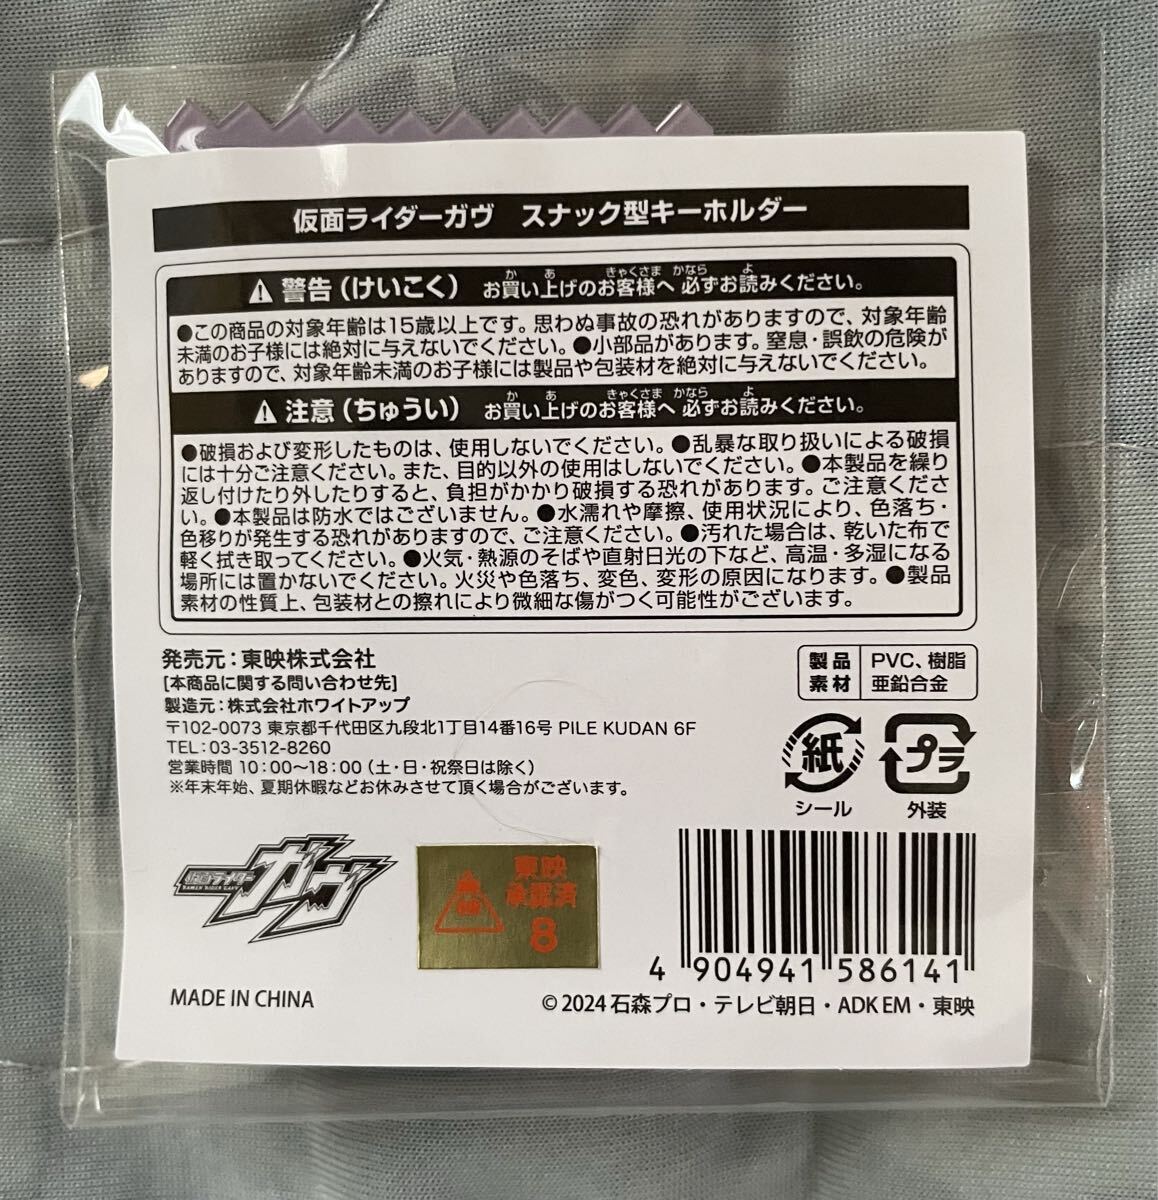 仮面ライダーガヴ スナック型キーホルダー
⚠警告(けいこく) お買い上げのお客様へ 必ずお読みください。
●この商品の対象年齢は15歳以上です。思わぬ事故の恐れがありますので、対象年齢
未満のお子様には絶対に与えないでください。●小部品があります。窒息・誤飲の危険が
ありますので、対象年齢未満のお子様には製品や包装材を絶対に与えないでください。
⚠注意(ちゅうい) お買い上げのお客様へ 必ずお読みください。
●破損および変形したものは、使用しないでください。●乱暴な取り扱いによる破損
には十分ご注意ください。また、目的以外の使用はしないでください。●本製品を繰り
返し付けたり外したりすると、負担がかかり破損する恐れがあります。ご注意くださ
い。●本製品は防水ではございません。●水濡れや摩擦、使用状況により、色落ち・
色移りが発生する恐れがありますので、ご注意ください。●汚れた場合は、乾いた布で
軽く拭き取ってください。●火気・熱源のそばや直射日光の下など、高温・多湿になる
場所には置かないでください。火災や色落ち、変色、変形の原因になります。●製品
素材の性質上、包装材との擦れにより微細な傷がつく可能性がございます。
発売元:東映株式会社
[本商品に関する問い合わせ先]
製造元:株式会社ホワイトアップ
〒102-0073 東京都千代田区九段北1丁目14番16号 PILE KUDAN 6F
TEL:03-3512-8260
営業時間 10:00〜18:00(土・日・祝祭日は除く)
※年末年始、夏期休暇などお休みさせて頂く場合がございます。
製品素材
PVC、樹脂
亜鉛合金
紙
シール
プラ
外装
仮面ライダー
KAMEN RIDER GAVV
ガヴ
東映
承認済
8
4 904941 586141
MADE IN CHINA
©2024 石森プロ・テレビ朝日・ADK EM・東映